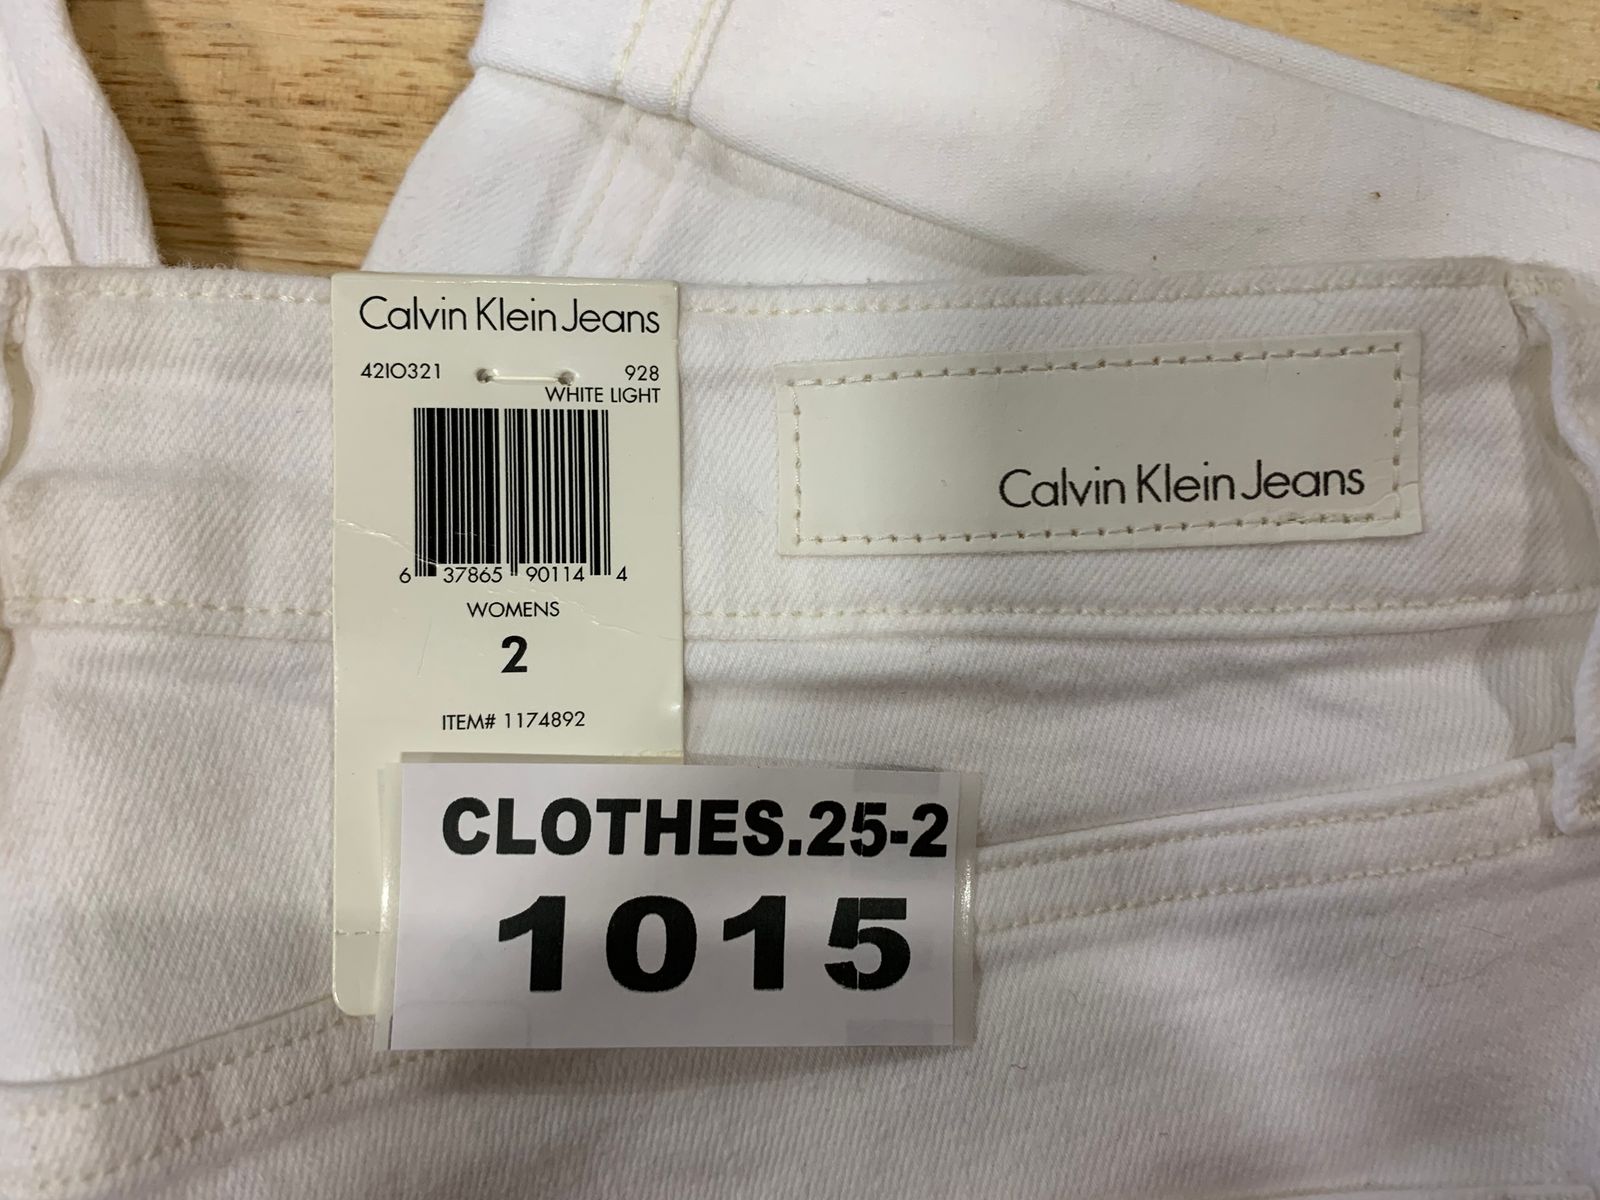 Calvin Klein Jeans
42IO321 928
WHITE LIGHT
6 37865 90114 4
WOMENS
2
ITEM# 1174892
Calvin Klein Jeans
CLOTHES.25-2
1015